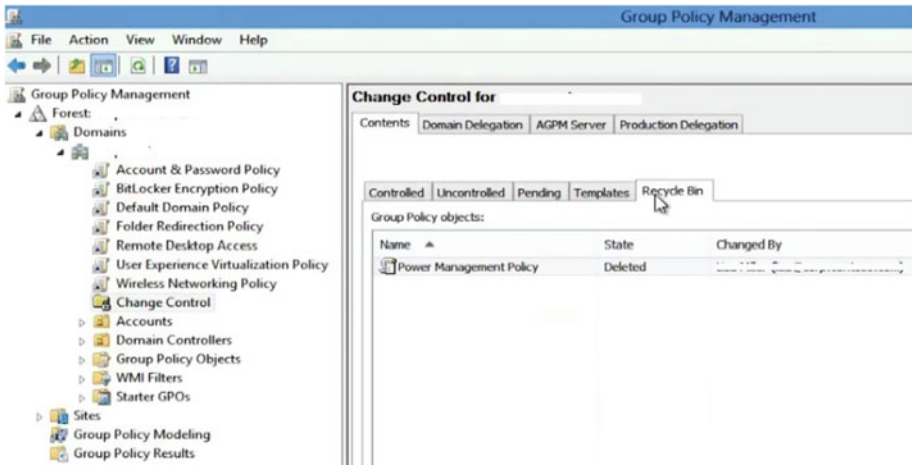 Group Policy Management
File Action View Window Help
Group Policy Management
Forest:
Domains
Account & Password Policy
BitLocker Encryption Policy
Default Domain Policy
Folder Redirection Policy
Remote Desktop Access
User Experience Virtualization Policy
Wireless Networking Policy
Change Control
Accounts
Domain Controllers
Group Policy Objects
WMI Filters
Starter GPOs
Sites
Group Policy Modeling
Group Policy Results
Change Control for
Contents Domain Delegation AGPM Server Production Delegation
Controlled Uncontrolled Pending Templates Recycle Bin
Group Policy objects:
Name State Changed By
Power Management Policy Deleted